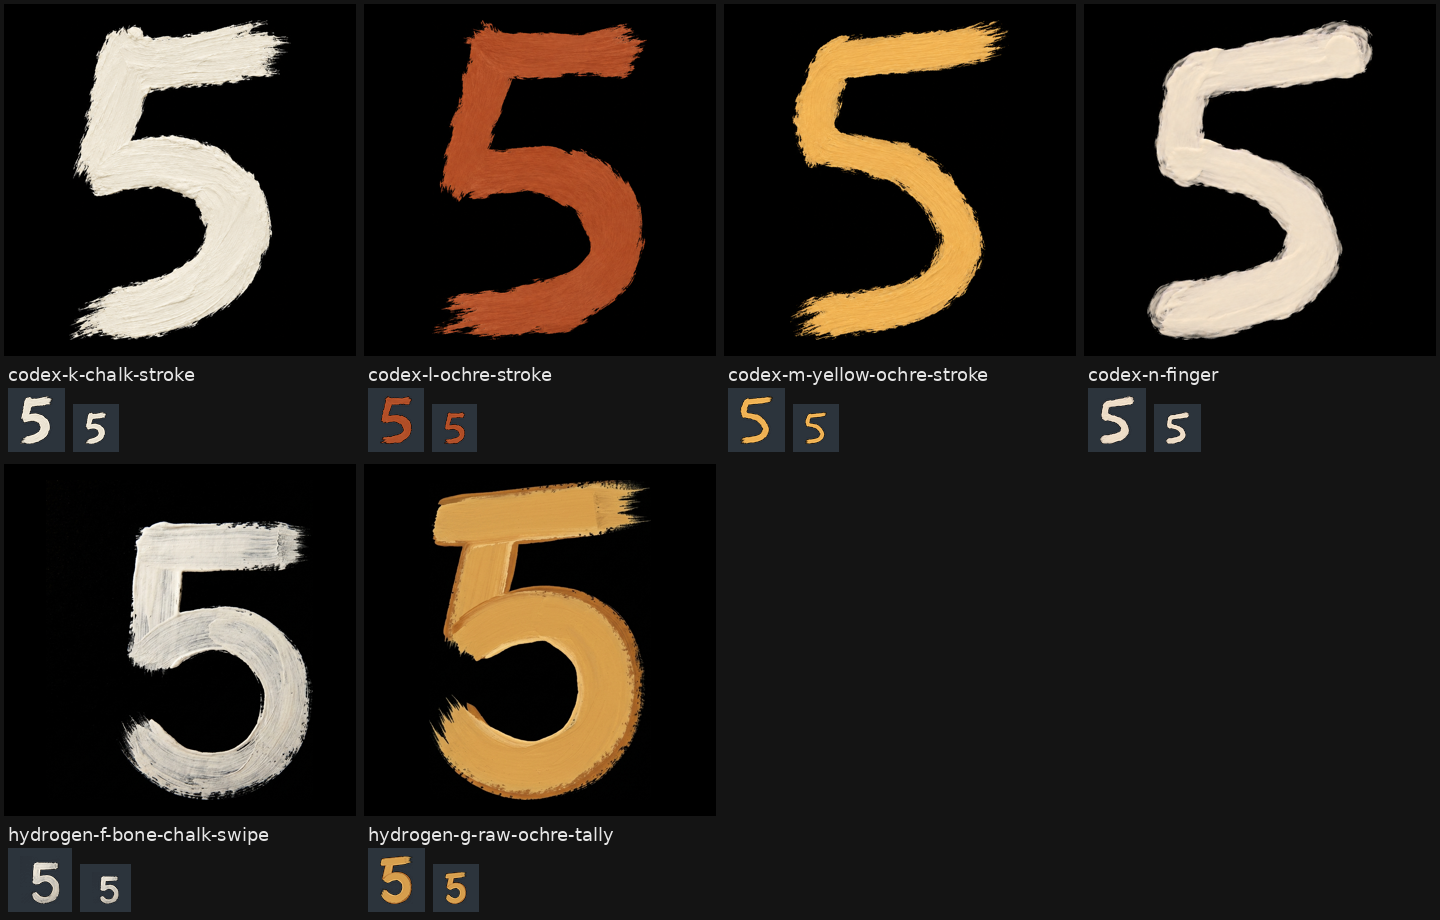 5 5 5 5
codex-k-chalk-stroke codex-l-ochre-stroke codex-m-yellow-ochre-stroke codex-n-finger
5 5 5 5 5 5 5 5
5 5
hydrogen-f-bone-chalk-swipe hydrogen-g-raw-ochre-tally
5 5 5 5